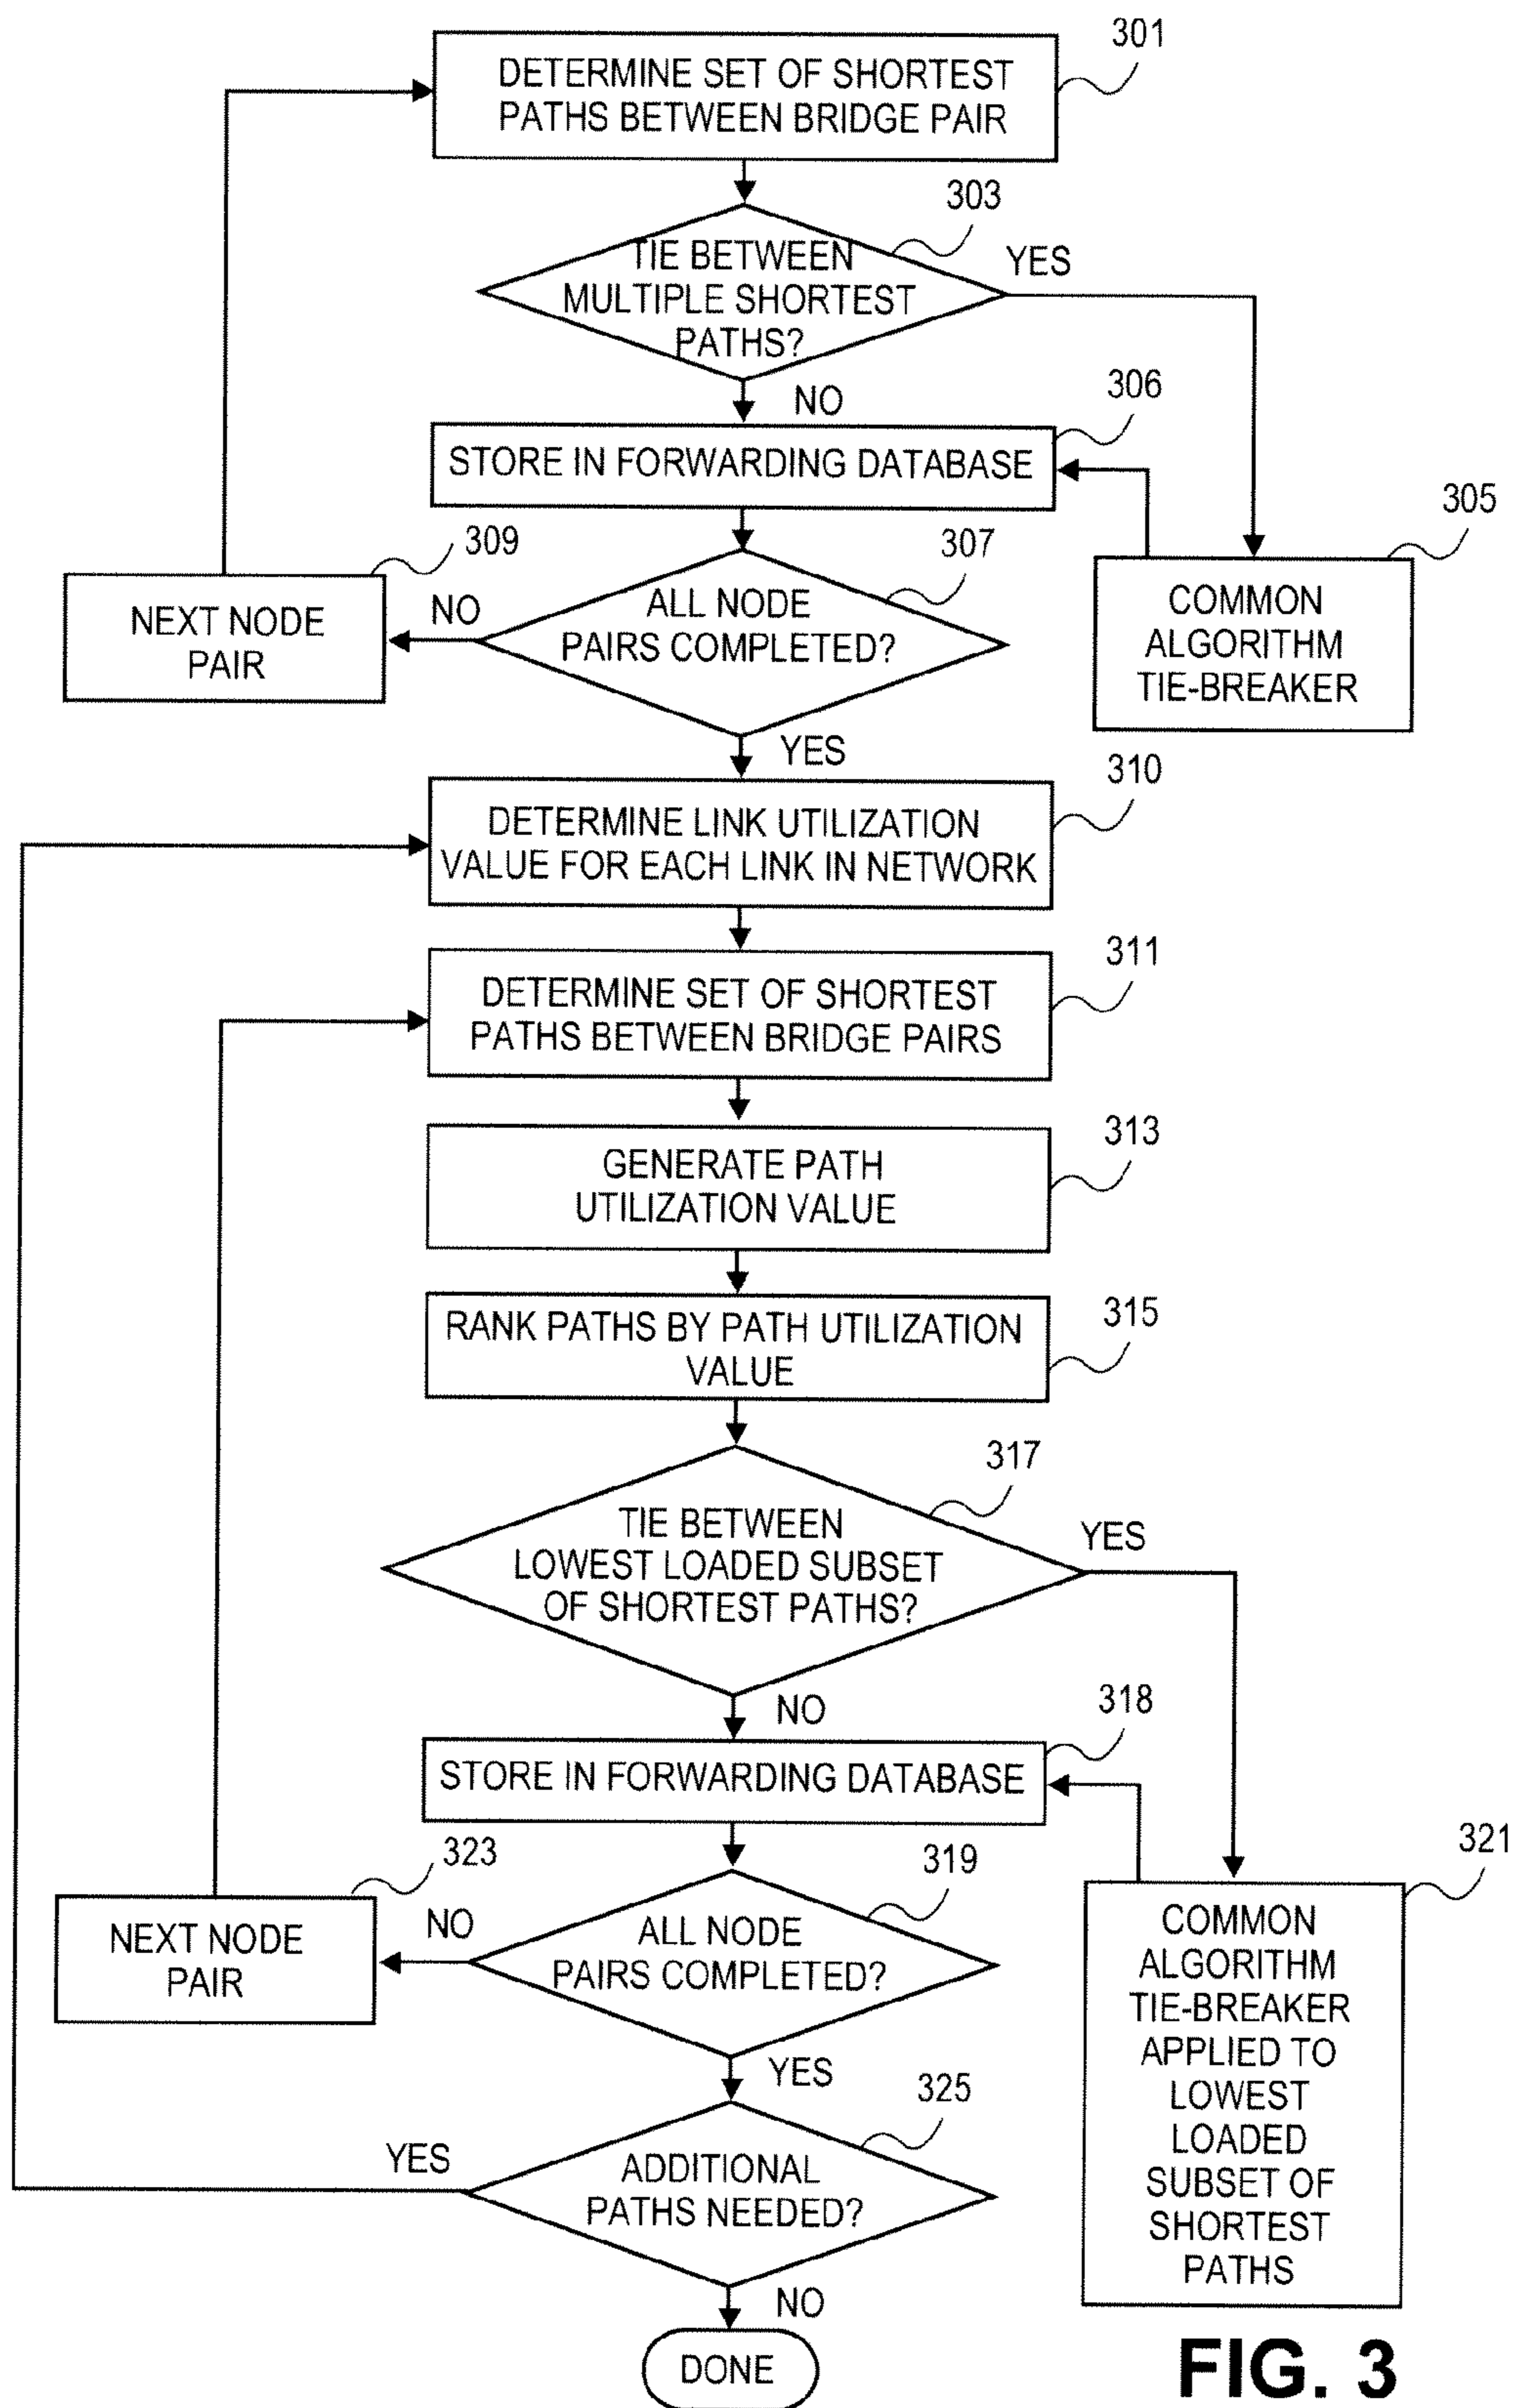 301
DETERMINE SET OF SHORTEST
PATHS BETWEEN BRIDGE PAIR
303
TIE BETWEEN
MULTIPLE SHORTEST
PATHS?
YES
NO
306
STORE IN FORWARDING DATABASE
305
COMMON
ALGORITHM
TIE-BREAKER
309
NEXT NODE
PAIR
307
NO
ALL NODE
PAIRS COMPLETED?
YES
310
DETERMINE LINK UTILIZATION
VALUE FOR EACH LINK IN NETWORK
311
DETERMINE SET OF SHORTEST
PATHS BETWEEN BRIDGE PAIRS
313
GENERATE PATH
UTILIZATION VALUE
315
RANK PATHS BY PATH UTILIZATION
VALUE
317
TIE BETWEEN
LOWEST LOADED SUBSET
OF SHORTEST PATHS?
YES
NO
318
STORE IN FORWARDING DATABASE
321
COMMON
ALGORITHM
TIE-BREAKER
APPLIED TO
LOWEST
LOADED
SUBSET OF
SHORTEST
PATHS
323
NEXT NODE
PAIR
319
NO
ALL NODE
PAIRS COMPLETED?
YES
325
YES
ADDITIONAL
PATHS NEEDED?
NO
DONE
FIG. 3